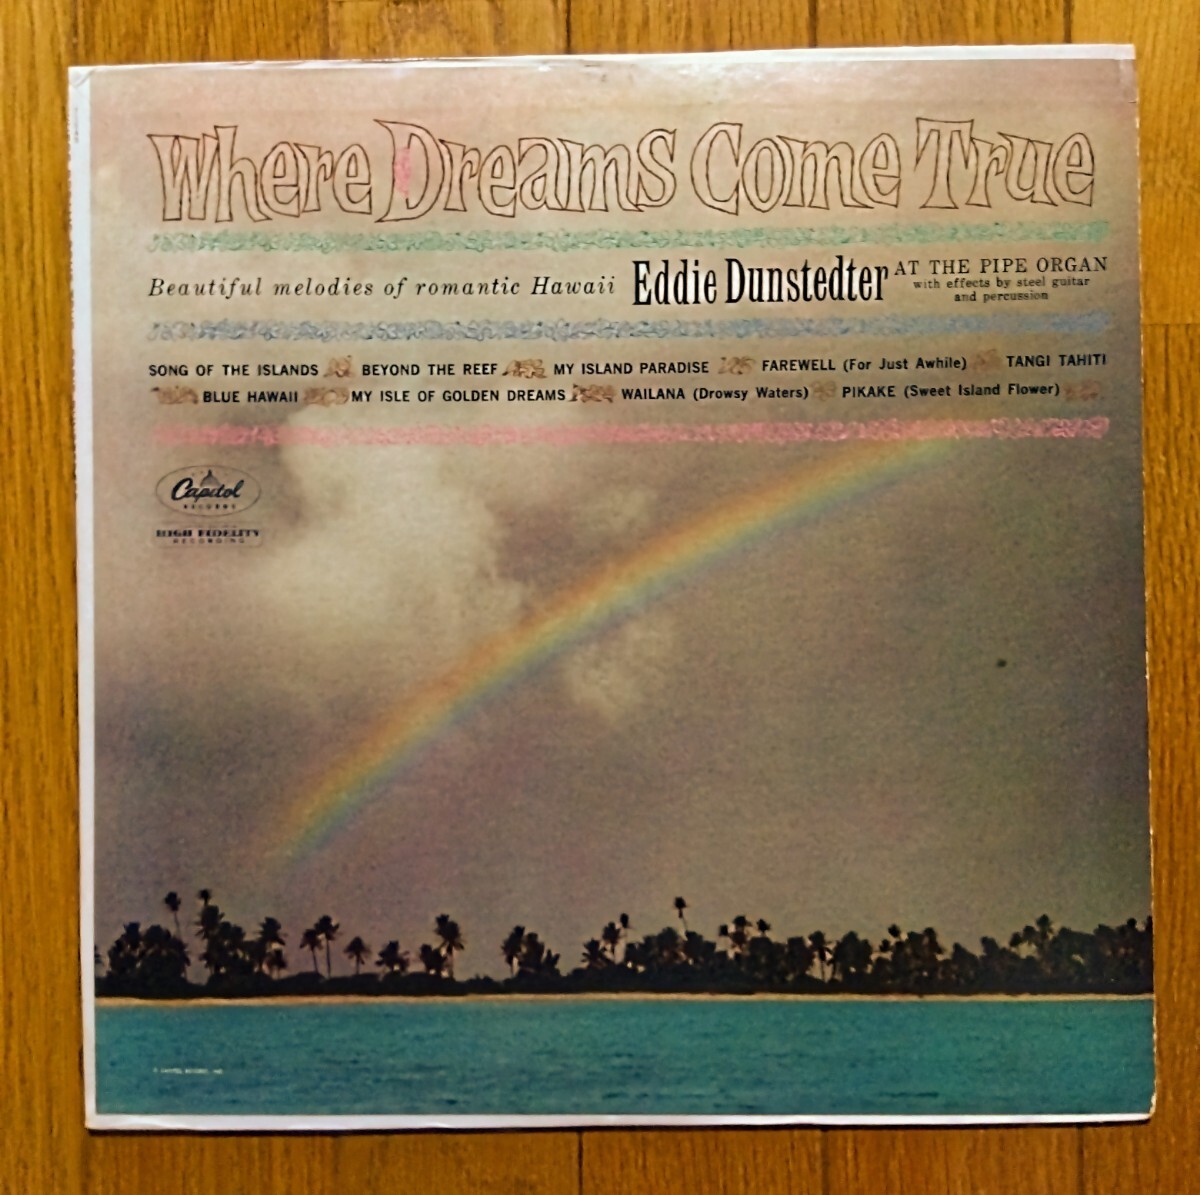 Where Dreams Come True
Beautiful melodies of romantic Hawaii Eddie Dunstedter AT THE PIPE ORGAN
with effects by steel guitar
and percussion
SONG OF THE ISLANDS BEYOND THE REEF MY ISLAND PARADISE FAREWELL (For Just Awhile) TANGI TAHITI
BLUE HAWAII MY ISLE OF GOLDEN DREAMS WAILANA (Drowsy Waters) PIKAKE (Sweet Island Flower)
Capitol
RECORDS
HIGH FIDELITY
RECORDING